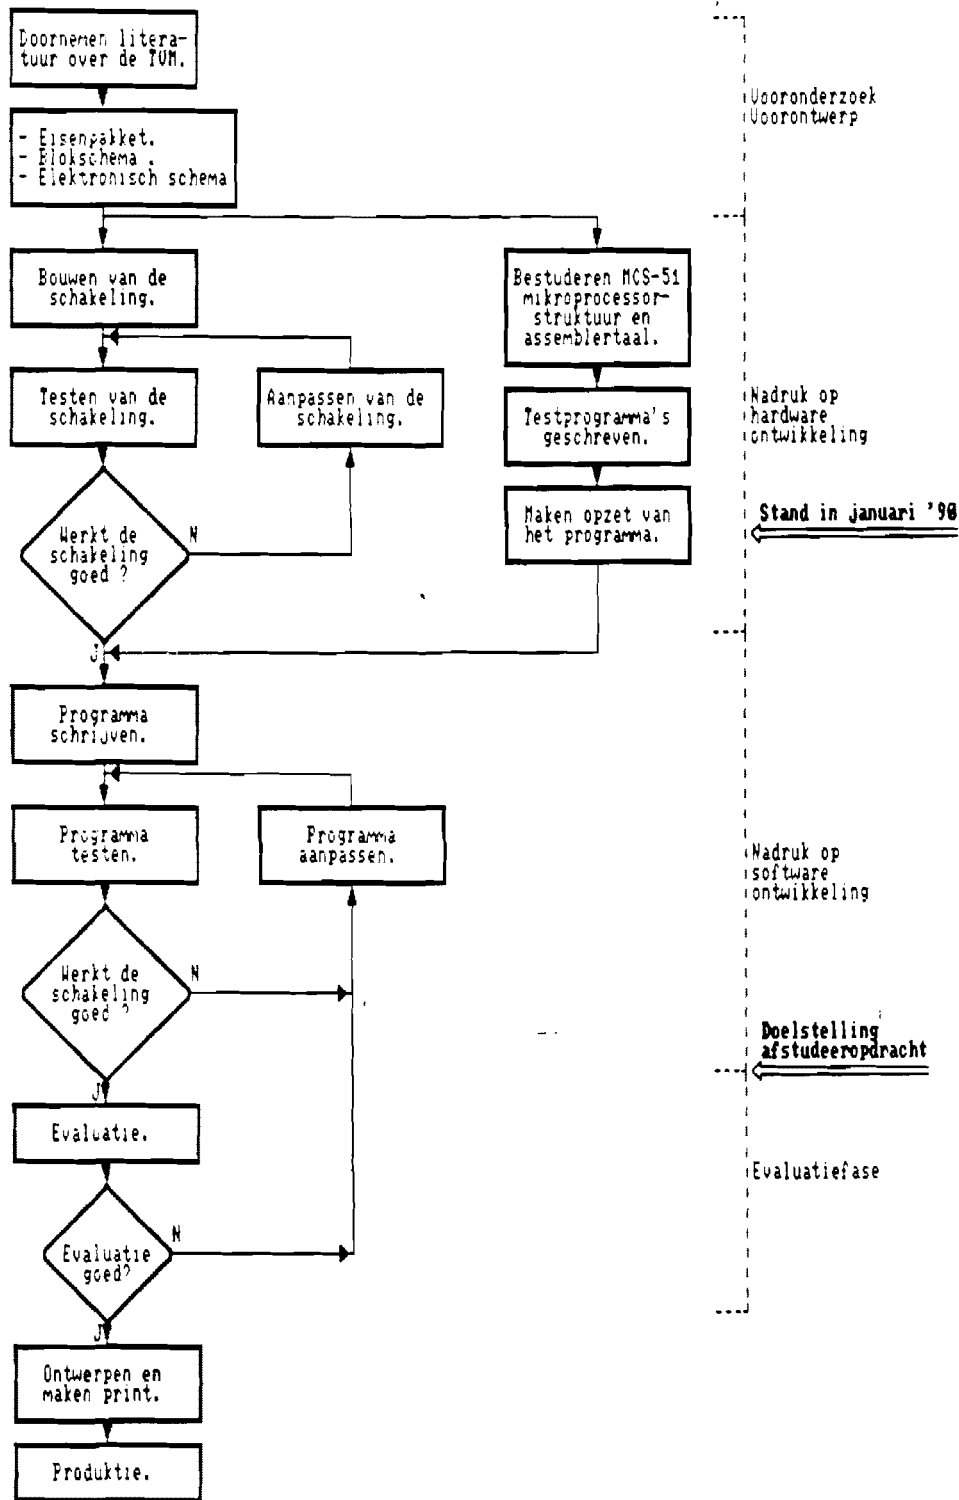 Doornemen litera-
tuur over de TVM.
- Eisenpakket.
- Blokschema .
- Elektronisch schema
Vooronderzoek
Voorontwerp
Bouwen van de
schakeling.
Bestuderen MCS-51
mikroprocessor-
struktuur en
assemblertaal.
Testen van de
schakeling.
Aanpassen van de
schakeling.
Testprogramma's
geschreven.
Nadruk op
hardware
ontwikkeling
Werkt de
schakeling
goed ?
N
Maken opzet van
het programma.
Stand in januari '90
J
Programma
schrijven.
Programma
testen.
Programma
aanpassen.
Nadruk op
software
ontwikkeling
Werkt de
schakeling
goed ?
N
Doelstelling
afstudeeropdracht
J
Evaluatie.
Evaluatiefase
Evaluatie
goed?
N
J
Ontwerpen en
maken print.
Produktie.